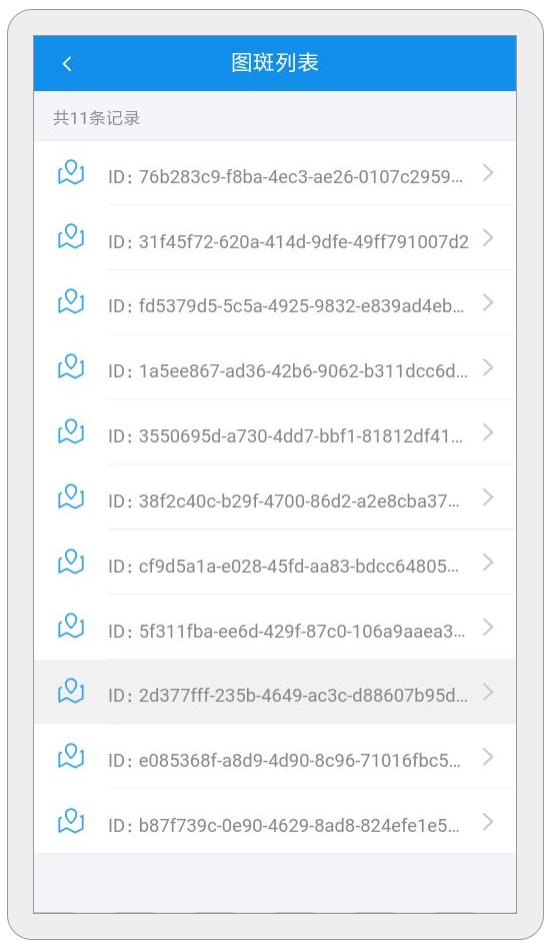 图斑列表
共11条记录
ID: 76b283c9-f8ba-4ec3-ae26-0107c2959...
ID: 31f45f72-620a-414d-9dfe-49ff791007d2
ID: fd5379d5-5c5a-4925-9832-e839ad4eb...
ID: 1a5ee867-ad36-42b6-9062-b311dcc6d...
ID: 3550695d-a730-4dd7-bbf1-81812df41...
ID: 38f2c40c-b29f-4700-86d2-a2e8cba37...
ID: cf9d5a1a-e028-45fd-aa83-bdcc64805...
ID: 5f311fba-ee6d-429f-87c0-106a9aaea3...
ID: 2d377fff-235b-4649-ac3c-d88607b95d...
ID: e085368f-a8d9-4d90-8c96-71016fbc5...
ID: b87f739c-0e90-4629-8ad8-824efe1e5...